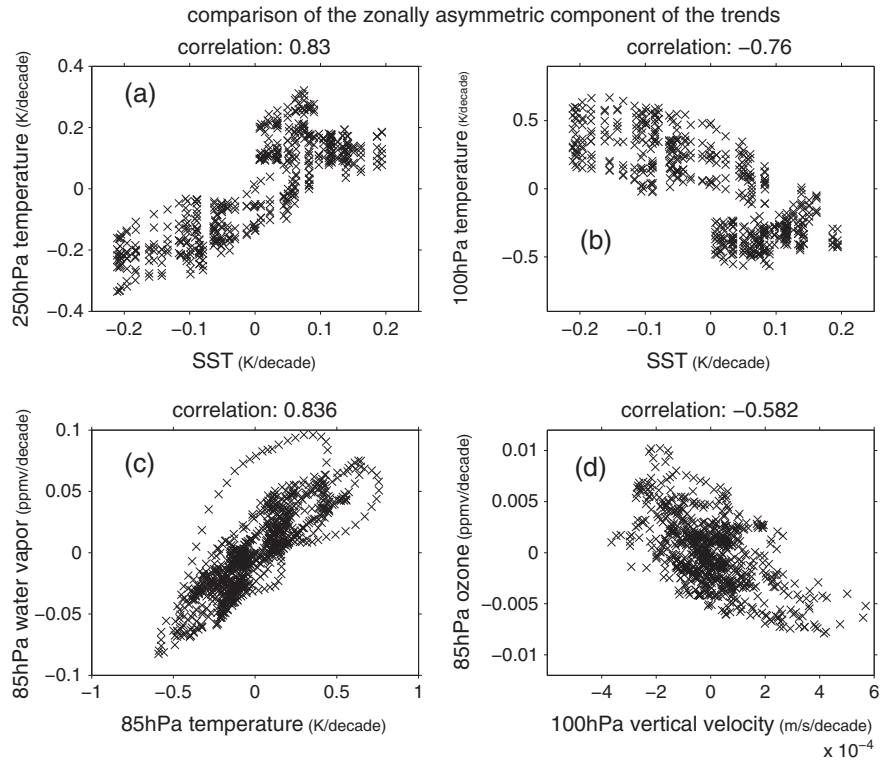 comparison of the zonally asymmetric component of the trends
correlation: 0.83
(a)
250hPa temperature (K/decade)
0.4
0.2
0
−0.2
−0.4
−0.2
−0.1
0
0.1
0.2
SST (K/decade)
correlation: −0.76
(b)
100hPa temperature (K/decade)
0.5
0
−0.5
−0.2
−0.1
0
0.1
0.2
SST (K/decade)
correlation: 0.836
(c)
85hPa water vapor (ppmv/decade)
0.1
0.05
0
−0.05
−0.1
−1
−0.5
0
0.5
1
85hPa temperature (K/decade)
correlation: −0.582
(d)
85hPa ozone (ppmv/decade)
0.01
0.005
0
−0.005
−0.01
−4
−2
0
2
4
6
100hPa vertical velocity (m/s/decade)
x 10⁻⁴